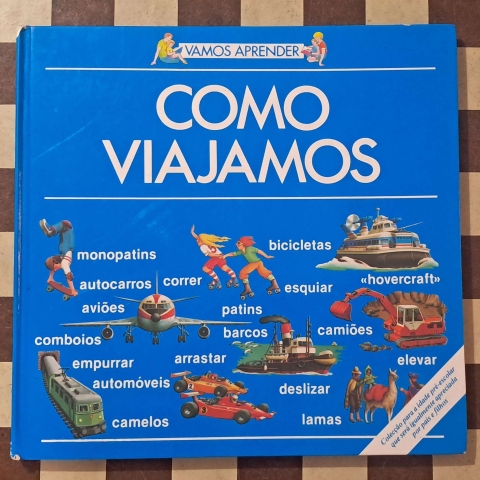 VAMOS APRENDER
COMO
VIAJAMOS
monopatins
bicicletas
«hovercraft»
autocarros
correr
esquiar
aviões
patins
barcos
camiões
comboios
empurrar
arrastar
elevar
automóveis
deslizar
camelos
lamas
Colecção para a idade pré-escolar
que será igualmente apreciada
por pais e filhos